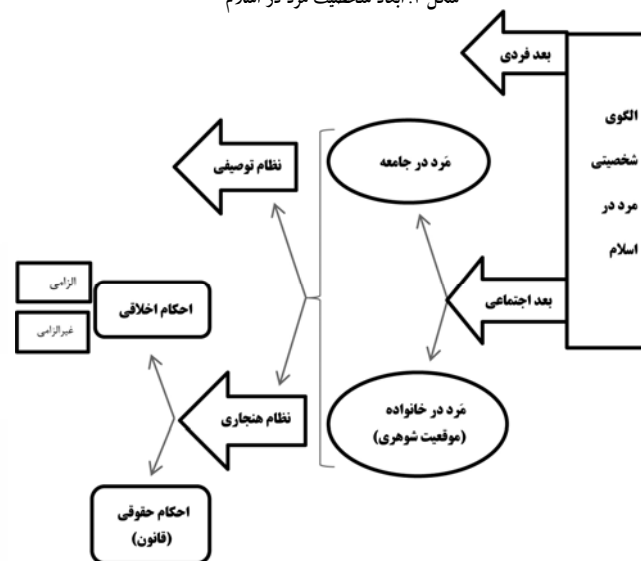 شکل ۲: ابعاد شخصیت مرد در اسلام
الگوی
شخصیتی
مرد در
اسلام
بعد فردی
بعد اجتماعی
مَرد در جامعه
مَرد در خانواده
(موقعیت شوهری)
نظام توصیفی
نظام هنجاری
احکام اخلاقی
الزامی
غیرالزامی
احکام حقوقی
(قانون)